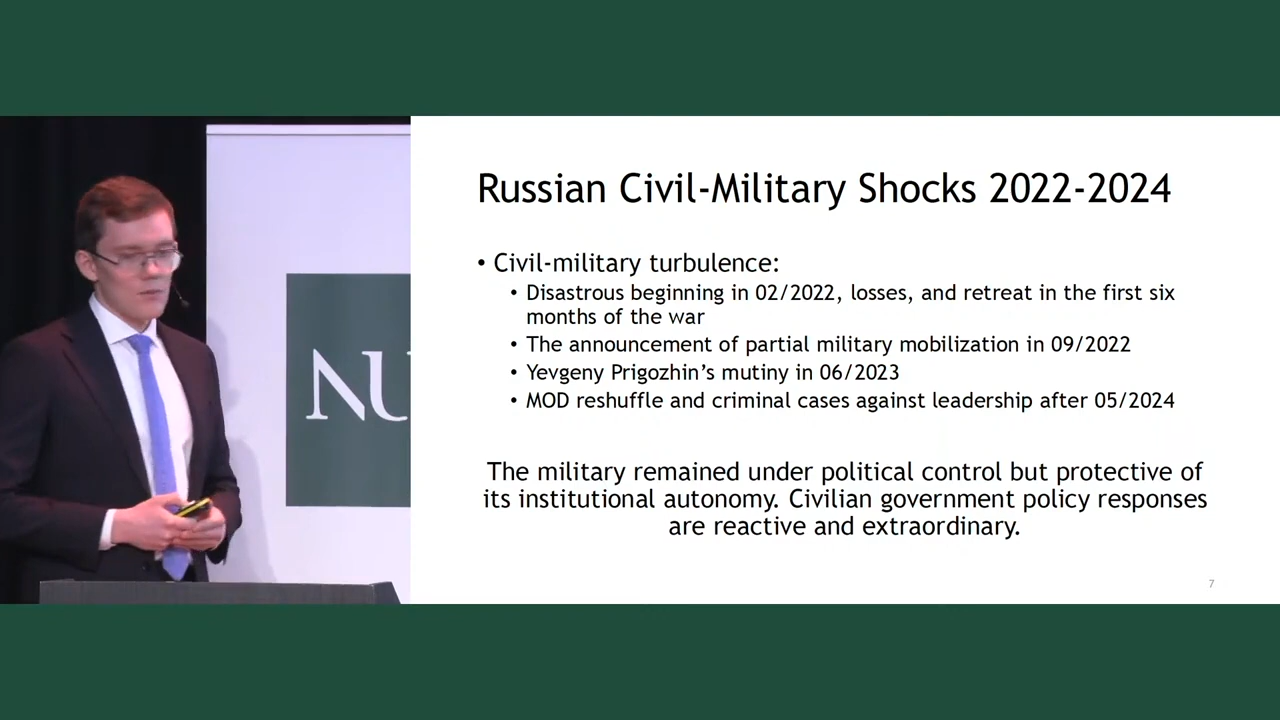 NU
Russian Civil-Military Shocks 2022-2024
• Civil-military turbulence:
• Disastrous beginning in 02/2022, losses, and retreat in the first six
months of the war
• The announcement of partial military mobilization in 09/2022
• Yevgeny Prigozhin’s mutiny in 06/2023
• MOD reshuffle and criminal cases against leadership after 05/2024
The military remained under political control but protective of
its institutional autonomy. Civilian government policy responses
are reactive and extraordinary.
7